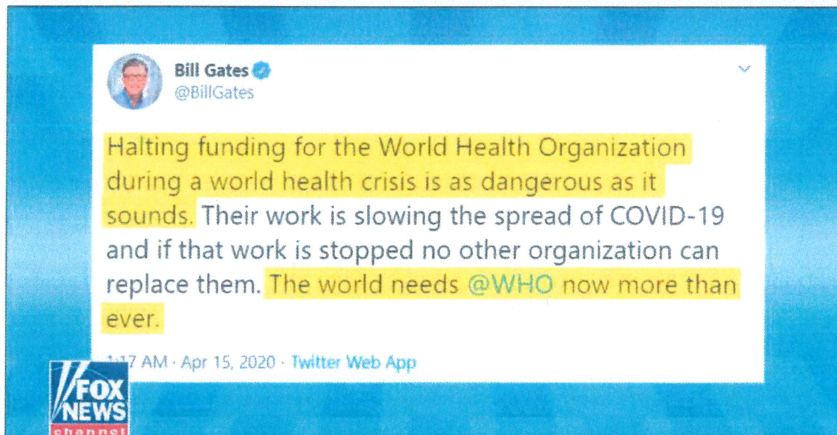 Bill Gates
@BillGates
Halting funding for the World Health Organization
during a world health crisis is as dangerous as it
sounds. Their work is slowing the spread of COVID-19
and if that work is stopped no other organization can
replace them. The world needs @WHO now more than
ever.
17 AM · Apr 15, 2020 · Twitter Web App
FOX
NEWS
channel